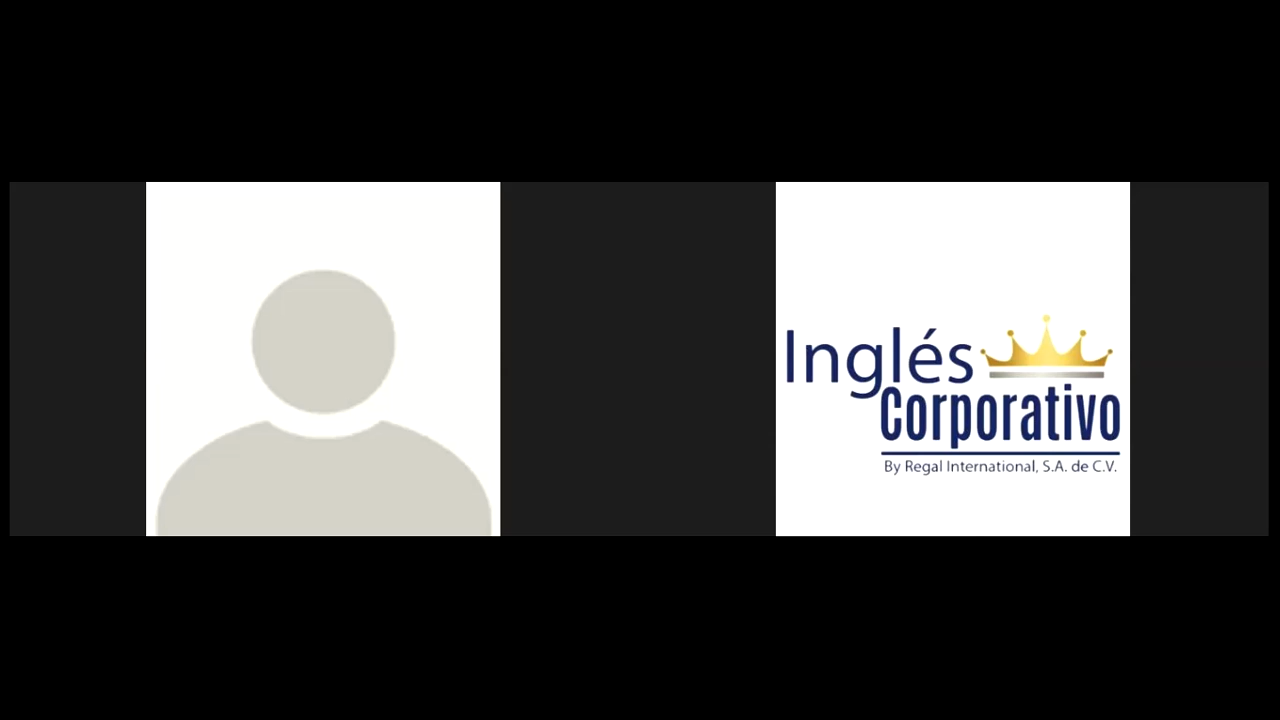 Inglés
Corporativo
By Regal International, S.A. de C.V.